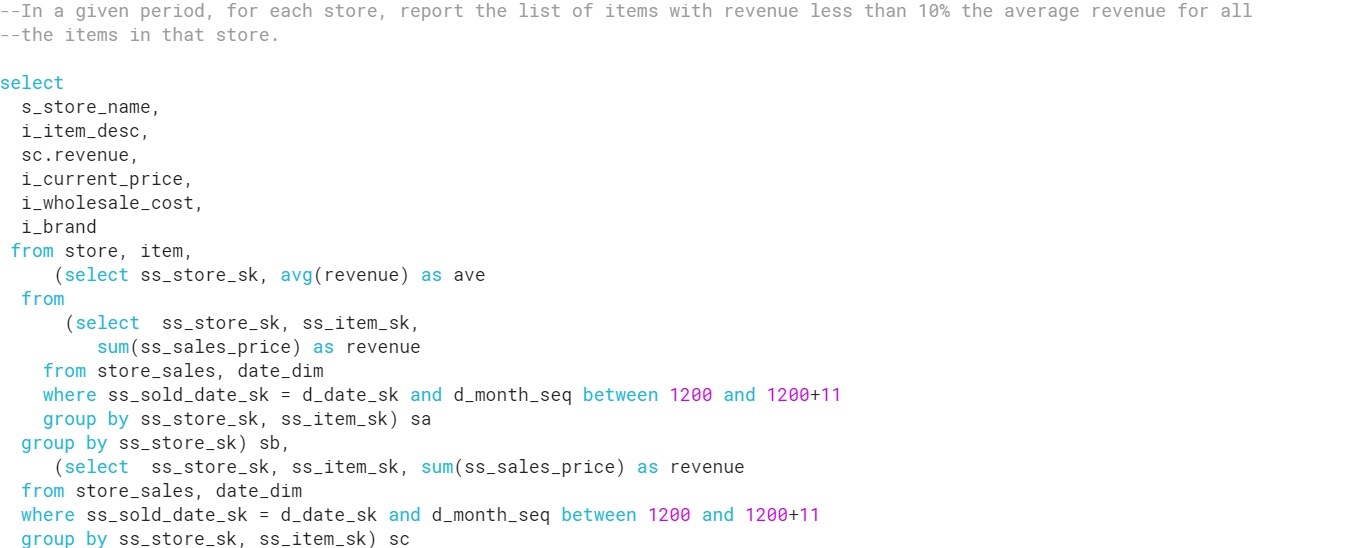 --In a given period, for each store, report the list of items with revenue less than 10% the average revenue for all
--the items in that store.
select
s_store_name,
i_item_desc,
sc.revenue,
i_current_price,
i_wholesale_cost,
i_brand
from store, item,
(select ss_store_sk, avg(revenue) as ave
from
(select  ss_store_sk, ss_item_sk,
sum(ss_sales_price) as revenue
from store_sales, date_dim
where ss_sold_date_sk = d_date_sk and d_month_seq between 1200 and 1200+11
group by ss_store_sk, ss_item_sk) sa
group by ss_store_sk) sb,
(select  ss_store_sk, ss_item_sk, sum(ss_sales_price) as revenue
from store_sales, date_dim
where ss_sold_date_sk = d_date_sk and d_month_seq between 1200 and 1200+11
group by ss_store_sk, ss_item_sk) sc